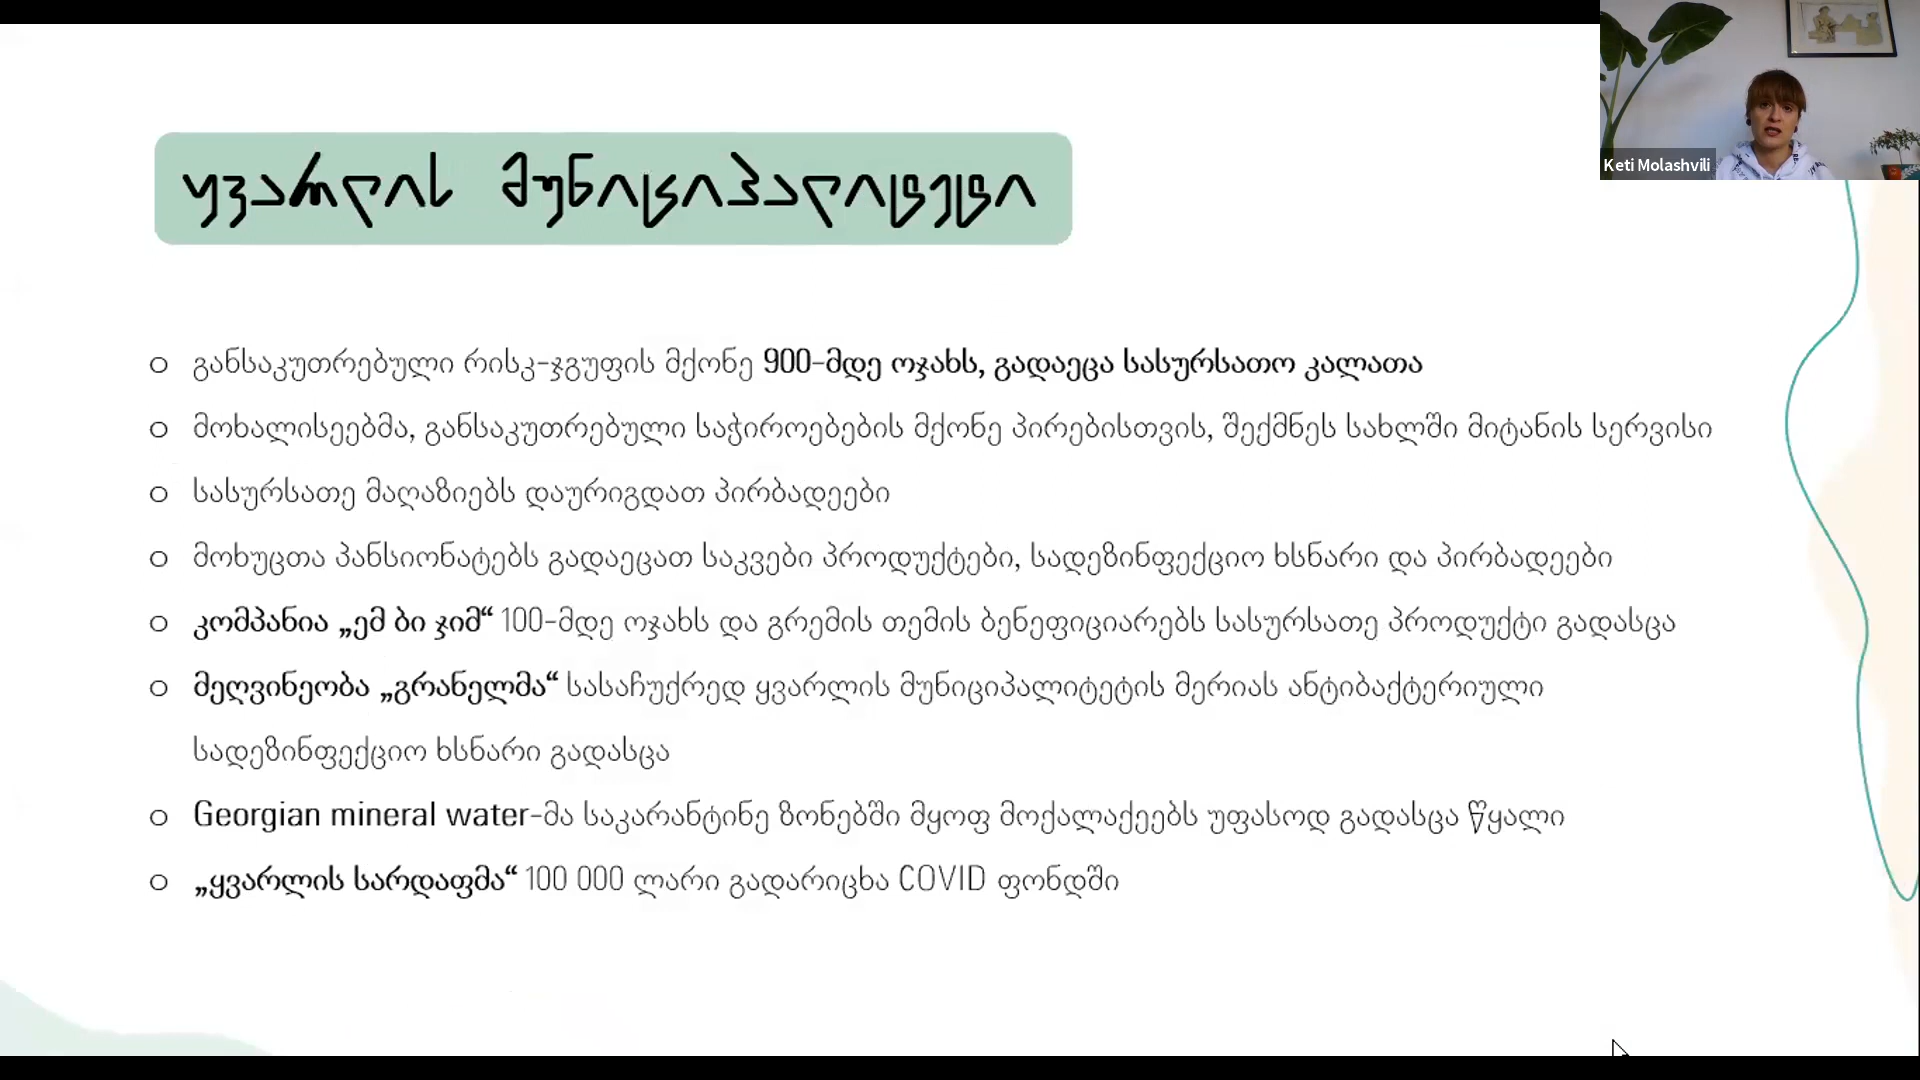 ყვარლის მუნიციპალიტეტი
Keti Molashvili
o განსაკუთრებული რისკ-ჯგუფის მქონე 900-მდე ოჯახს, გადაეცა სასურსათო კალათა
o მოხალისეებმა, განსაკუთრებული საჭიროებების მქონე პირებისთვის, შექმნეს სახლში მიტანის სერვისი
o სასურსათე მაღაზიებს დაურიგდათ პირბადეები
o მოხუცთა პანსიონატებს გადაეცათ საკვები პროდუქტები, სადეზინფექციო ხსნარი და პირბადეები
o კომპანია „ემ ბი ჯიმ“ 100-მდე ოჯახს და გრემის თემის ბენეფიციარებს სასურსათე პროდუქტი გადასცა
o მეღვინეობა „გრანელმა“ სასაჩუქრედ ყვარლის მუნიციპალიტეტის მერიას ანტიბაქტერიული
სადეზინფექციო ხსნარი გადასცა
o Georgian mineral water-მა საკარანტინე ზონებში მყოფ მოქალაქეებს უფასოდ გადასცა წყალი
o „ყვარლის სარდაფმა“ 100 000 ლარი გადარიცხა COVID ფონდში